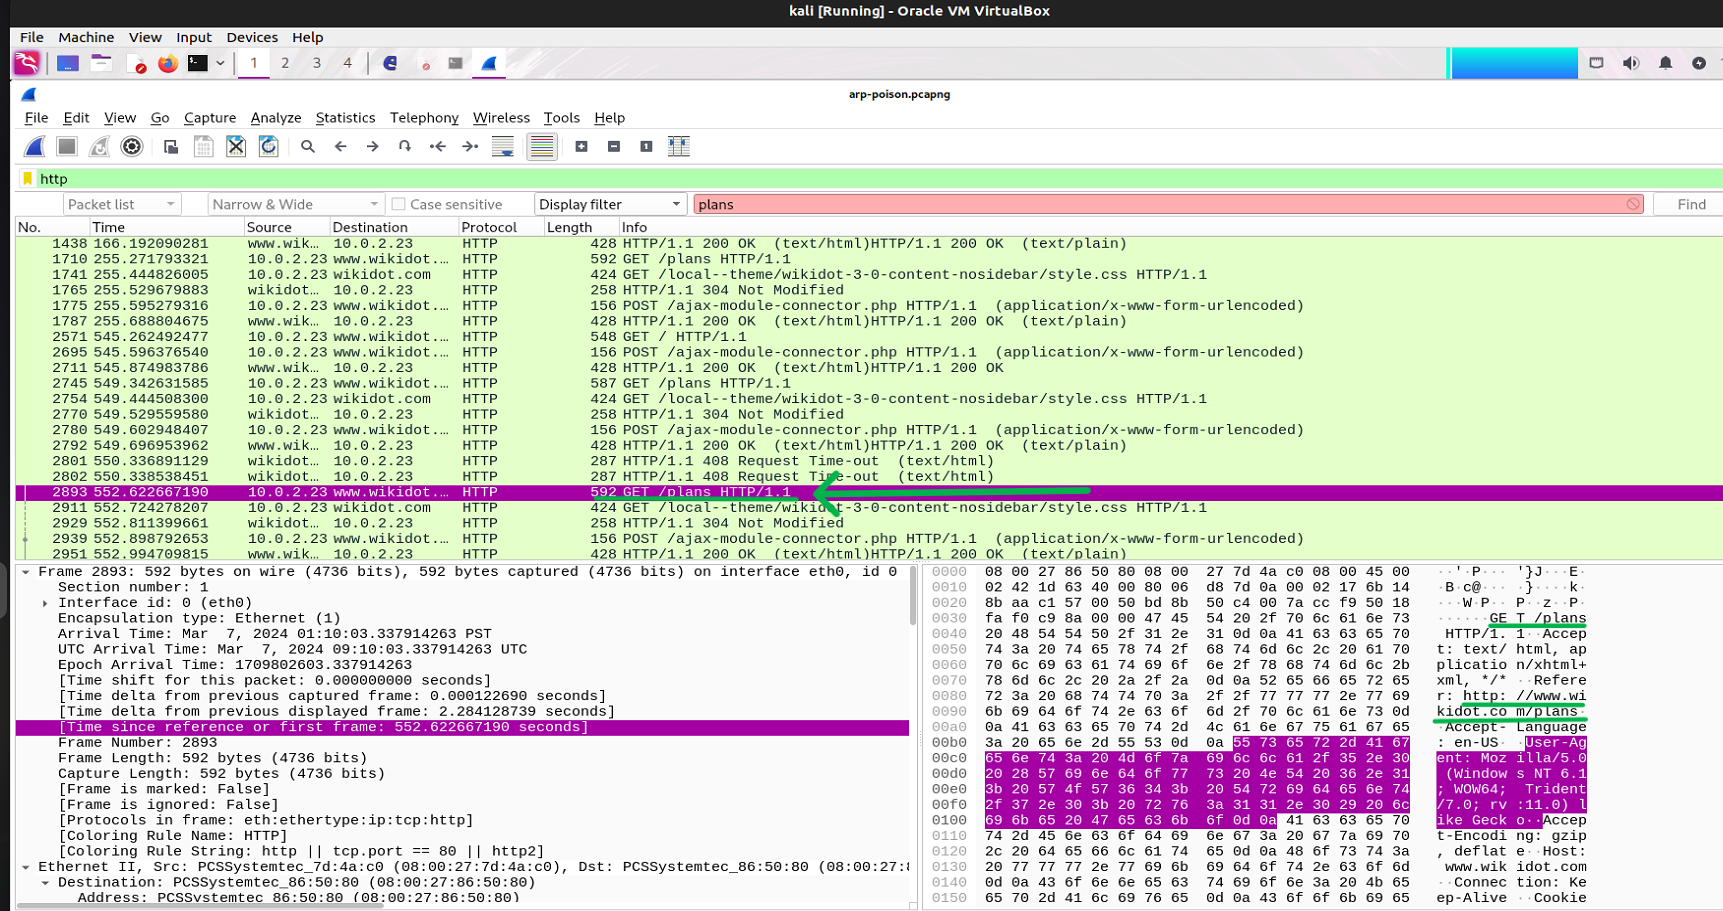 kali [Running] - Oracle VM VirtualBox
File Machine View Input Devices Help
1 2 3 4
arp-poison.pcapng
File Edit View Go Capture Analyze Statistics Telephony Wireless Tools Help
http
Packet list Narrow & Wide Case sensitive Display filter plans Find
No. Time Source Destination Protocol Length Info
1438 166.192090281 www.wik… 10.0.2.23 HTTP 428 HTTP/1.1 200 OK (text/html)HTTP/1.1 200 OK (text/plain)
1710 255.271793321 10.0.2.23 www.wikidot.… HTTP 592 GET /plans HTTP/1.1
1741 255.444826005 10.0.2.23 wikidot.com HTTP 424 GET /local--theme/wikidot-3-0-content-nosidebar/style.css HTTP/1.1
1765 255.529679883 wikidot… 10.0.2.23 HTTP 258 HTTP/1.1 304 Not Modified
1775 255.595279316 10.0.2.23 www.wikidot.… HTTP 156 POST /ajax-module-connector.php HTTP/1.1 (application/x-www-form-urlencoded)
1787 255.688804675 www.wik… 10.0.2.23 HTTP 428 HTTP/1.1 200 OK (text/html)HTTP/1.1 200 OK (text/plain)
2571 545.262492477 10.0.2.23 www.wikidot.… HTTP 548 GET / HTTP/1.1
2695 545.596376540 10.0.2.23 www.wikidot.… HTTP 156 POST /ajax-module-connector.php HTTP/1.1 (application/x-www-form-urlencoded)
2711 545.874983786 www.wik… 10.0.2.23 HTTP 428 HTTP/1.1 200 OK (text/html)HTTP/1.1 200 OK
2745 549.342631585 10.0.2.23 www.wikidot.… HTTP 587 GET /plans HTTP/1.1
2754 549.444508300 10.0.2.23 wikidot.com HTTP 424 GET /local--theme/wikidot-3-0-content-nosidebar/style.css HTTP/1.1
2770 549.529559580 wikidot… 10.0.2.23 HTTP 258 HTTP/1.1 304 Not Modified
2780 549.602948407 10.0.2.23 www.wikidot.… HTTP 156 POST /ajax-module-connector.php HTTP/1.1 (application/x-www-form-urlencoded)
2792 549.696953962 www.wik… 10.0.2.23 HTTP 428 HTTP/1.1 200 OK (text/html)HTTP/1.1 200 OK (text/plain)
2801 550.336891129 wikidot… 10.0.2.23 HTTP 287 HTTP/1.1 408 Request Time-out (text/html)
2802 550.338538451 wikidot… 10.0.2.23 HTTP 287 HTTP/1.1 408 Request Time-out (text/html)
2893 552.622667190 10.0.2.23 www.wikidot.… HTTP 592 GET /plans HTTP/1.1
2911 552.724278207 10.0.2.23 wikidot.com HTTP 424 GET /local--theme/wikidot-3-0-content-nosidebar/style.css HTTP/1.1
2929 552.811399661 wikidot… 10.0.2.23 HTTP 258 HTTP/1.1 304 Not Modified
2939 552.898792653 10.0.2.23 www.wikidot.… HTTP 156 POST /ajax-module-connector.php HTTP/1.1 (application/x-www-form-urlencoded)
2951 552.994709815 www.wik… 10.0.2.23 HTTP 428 HTTP/1.1 200 OK (text/html)HTTP/1.1 200 OK (text/plain)
Frame 2893: 592 bytes on wire (4736 bits), 592 bytes captured (4736 bits) on interface eth0, id 0
Section number: 1
Interface id: 0 (eth0)
Encapsulation type: Ethernet (1)
Arrival Time: Mar 7, 2024 01:10:03.337914263 PST
UTC Arrival Time: Mar 7, 2024 09:10:03.337914263 UTC
Epoch Arrival Time: 1709802603.337914263
[Time shift for this packet: 0.000000000 seconds]
[Time delta from previous captured frame: 0.000122690 seconds]
[Time delta from previous displayed frame: 2.284128739 seconds]
[Time since reference or first frame: 552.622667190 seconds]
Frame Number: 2893
Frame Length: 592 bytes (4736 bits)
Capture Length: 592 bytes (4736 bits)
[Frame is marked: False]
[Frame is ignored: False]
[Protocols in frame: eth:ethertype:ip:tcp:http]
[Coloring Rule Name: HTTP]
[Coloring Rule String: http || tcp.port == 80 || http2]
Ethernet II, Src: PCSSystemtec_7d:4a:c0 (08:00:27:7d:4a:c0), Dst: PCSSystemtec_86:50:80 (08:00:27:8
Destination: PCSSystemtec_86:50:80 (08:00:27:86:50:80)
Address: PCSSystemtec 86:50:80 (08:00:27:86:50:80)
0000 08 00 27 86 50 80 08 00 27 7d 4a c0 08 00 45 00 ··'·P··· '}J···E·
0010 02 42 1d 63 40 00 80 06 d8 7d 0a 00 02 17 6b 14 ·B·c@··· ·}····k·
0020 8b aa c1 57 00 50 bd 8b 50 c4 00 7a cc f9 50 18 ···W·P·· P··z··P·
0030 fa f0 c9 8a 00 00 47 45 54 20 2f 70 6c 61 6e 73 ······GE T /plans
0040 20 48 54 54 50 2f 31 2e 31 0d 0a 41 63 63 65 70 HTTP/1. 1··Accep
0050 74 3a 20 74 65 78 74 2f 68 74 6d 6c 2c 20 61 70 t: text/ html, ap
0060 70 6c 69 63 61 74 69 6f 6e 2f 78 68 74 6d 6c 2b plicatio n/xhtml+
0070 78 6d 6c 2c 20 2a 2f 2a 0d 0a 52 65 66 65 72 65 xml, */* ··Refere
0080 72 3a 20 68 74 74 70 3a 2f 2f 77 77 77 2e 77 69 r: http: //www.wi
0090 6b 69 64 6f 74 2e 63 6f 6d 2f 70 6c 61 6e 73 0d kidot.co m/plans·
00a0 0a 41 63 63 65 70 74 2d 4c 61 6e 67 75 61 67 65 ·Accept- Language
00b0 3a 20 65 6e 2d 55 53 0d 0a 55 73 65 72 2d 41 67 : en-US· ·User-Ag
00c0 65 6e 74 3a 20 4d 6f 7a 69 6c 6c 61 2f 35 2e 30 ent: Moz illa/5.0
00d0 20 28 57 69 6e 64 6f 77 73 20 4e 54 20 36 2e 31 (Window s NT 6.1
00e0 3b 20 57 4f 57 36 34 3b 20 54 72 69 64 65 6e 74 ; WOW64; Trident
00f0 2f 37 2e 30 3b 20 72 76 3a 31 31 2e 30 29 20 6c /7.0; rv :11.0) l
0100 69 6b 65 20 47 65 63 6b 6f 0d 0a 41 63 63 65 70 ike Geck o··Accep
0110 74 2d 45 6e 63 6f 64 69 6e 67 3a 20 67 7a 69 70 t-Encodi ng: gzip
0120 2c 20 64 65 66 6c 61 74 65 0d 0a 48 6f 73 74 3a , deflat e··Host:
0130 20 77 77 77 2e 77 69 6b 69 64 6f 74 2e 63 6f 6d www.wik idot.com
0140 0d 0a 43 6f 6e 6e 65 63 74 69 6f 6e 3a 20 4b 65 ··Connec tion: Ke
0150 65 70 2d 41 6c 69 76 65 0d 0a 43 6f 6f 6b 69 65 ep-Alive ··Cookie